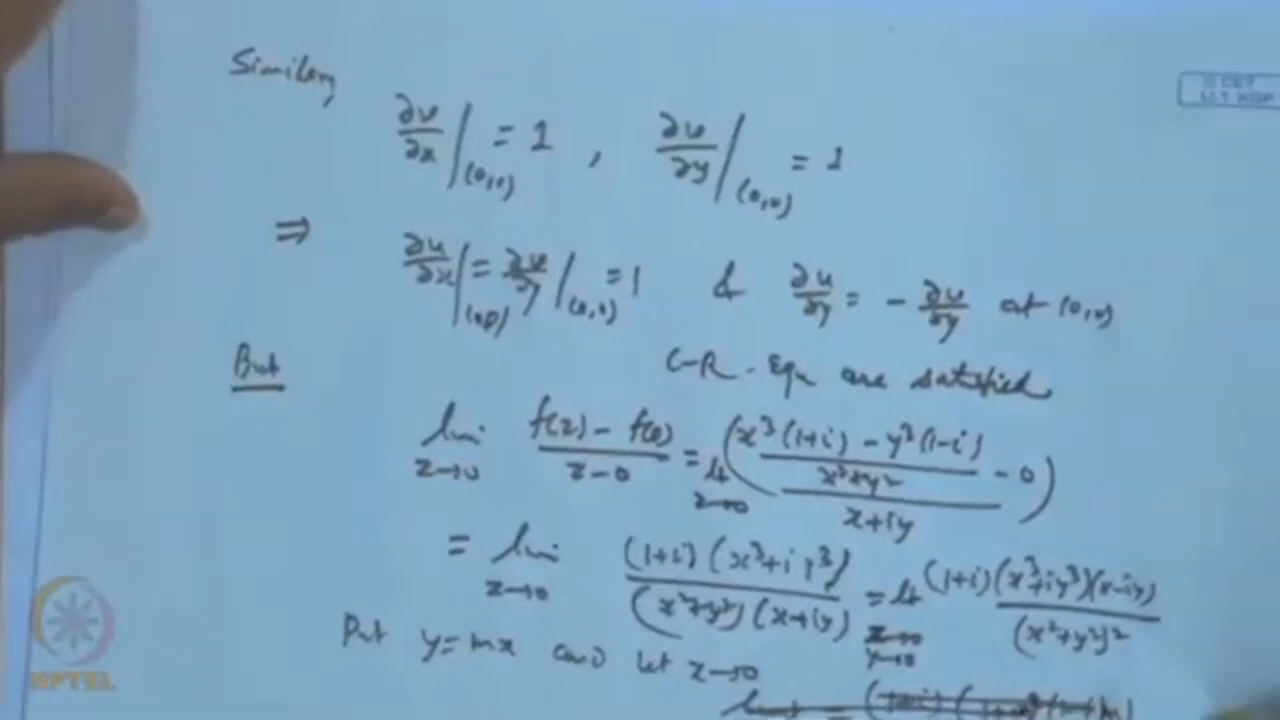 Similarly
∂v/∂x|(0,0) = 1 , ∂v/∂y|(0,0) = 1
⇒ ∂u/∂x|(0,0) = ∂v/∂y|(0,0) = 1 & ∂u/∂y = - ∂v/∂y at (0,0)
C-R. Equ are satisfied
But
lim z→0 (f(z) - f(0))/(z-0) = lt z→0 ((x³(1+i) - y³(1-i))/(x²+y²) - 0)/(x+iy)
= lim z→0 (1+i)(x³+iy³)/((x²+y²)(x+iy)) = lt x→0 y→0 (1+i)(x³+iy³)(x-iy)/(x²+y²)²
Put y=mx and let x→0
NPTEL
I.I.T. KGP